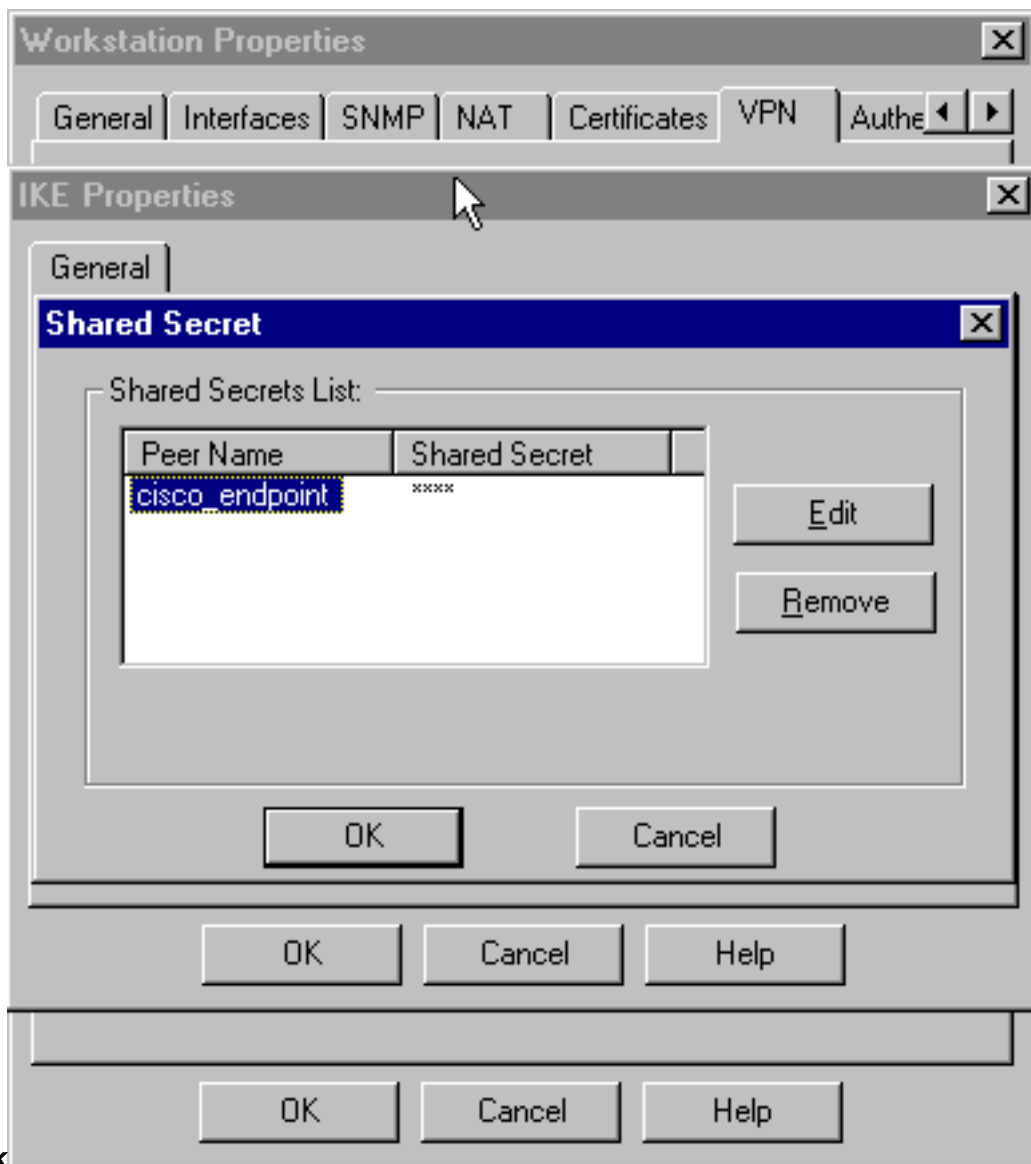 Workstation Properties
General Interfaces SNMP NAT Certificates VPN
IKE Properties
General
Shared Secret
Shared Secrets List:
Peer Name Shared Secret
cisco_endpoint ****
Edit
Remove
OK Cancel
OK Cancel Help
OK Cancel Help